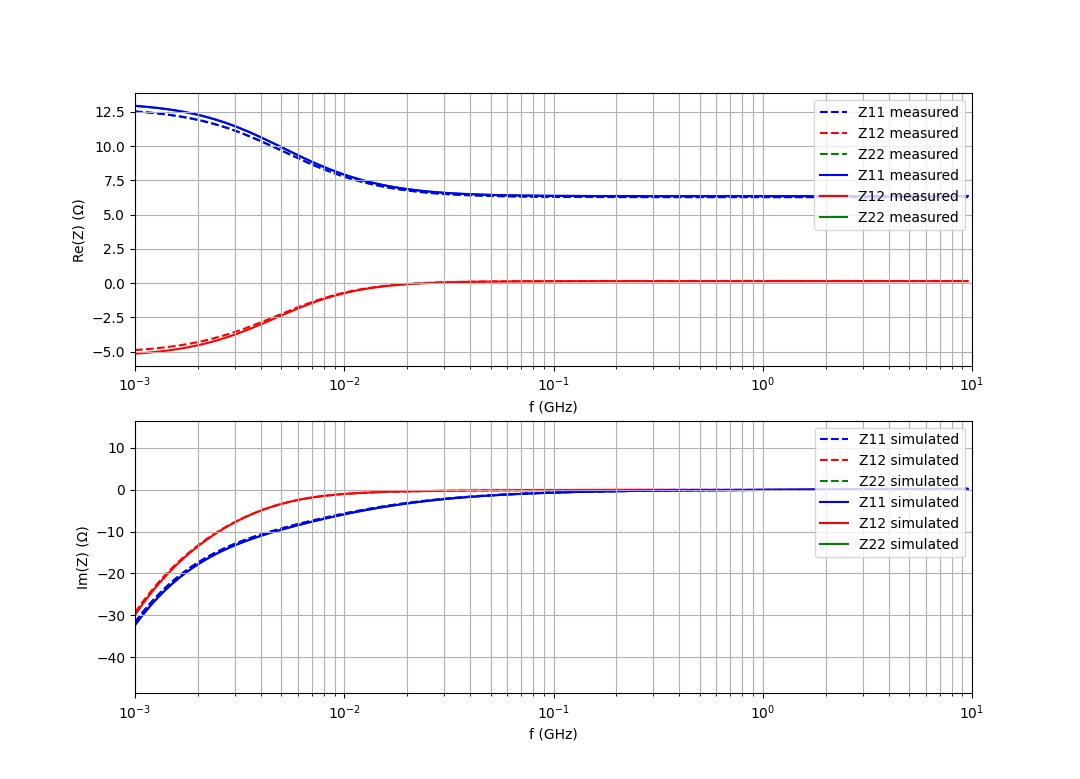 12.5
10.0
7.5
5.0
2.5
0.0
−2.5
−5.0
Re(Z) (Ω)
Z11 measured
Z12 measured
Z22 measured
Z11 measured
Z12 measured
Z22 measured
10⁻³ 10⁻² 10⁻¹ 10⁰ 10¹
f (GHz)
10
0
−10
−20
−30
−40
Im(Z) (Ω)
Z11 simulated
Z12 simulated
Z22 simulated
Z11 simulated
Z12 simulated
Z22 simulated
10⁻³ 10⁻² 10⁻¹ 10⁰ 10¹
f (GHz)